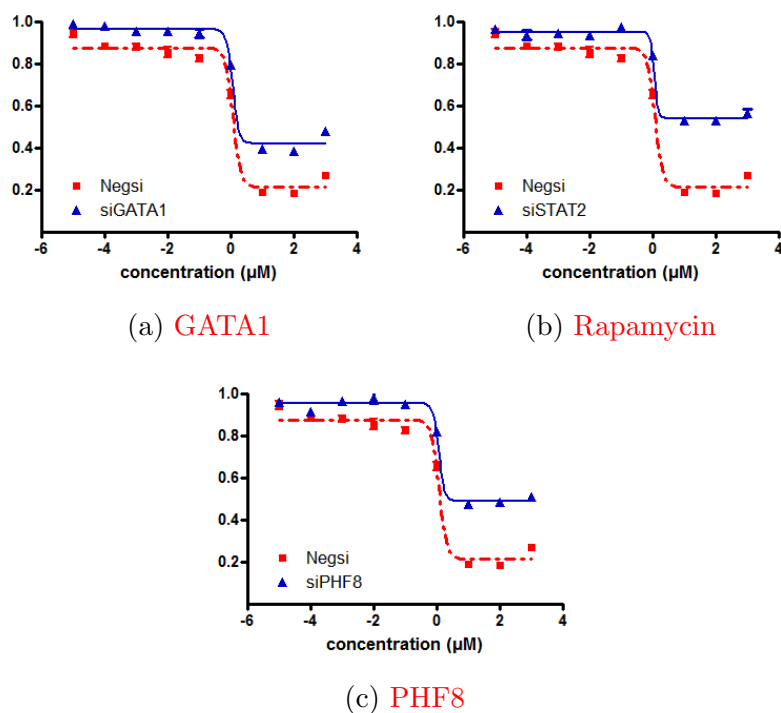 1.0
0.8
0.6
0.4
0.2
Negsi
siGATA1
-6 -4 -2 0 2 4
concentration (µM)
(a) GATA1
1.0
0.8
0.6
0.4
0.2
Negsi
siSTAT2
-6 -4 -2 0 2 4
concentration (µM)
(b) Rapamycin
1.0
0.8
0.6
0.4
0.2
Negsi
siPHF8
-6 -4 -2 0 2 4
concentration (µM)
(c) PHF8